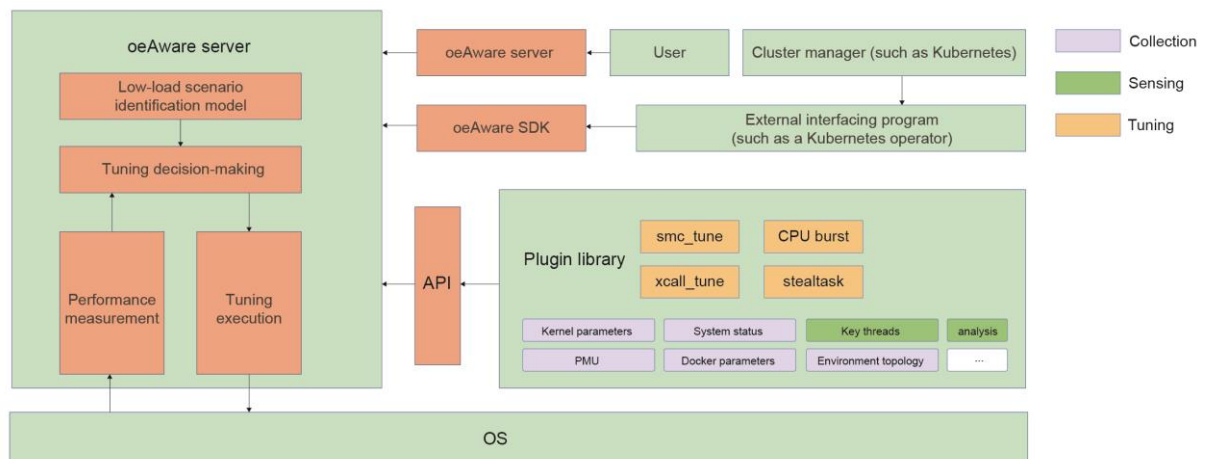 oeAware server
Low-load scenario
identification model
Tuning decision-making
Performance
measurement
Tuning
execution
oeAware server
User
Cluster manager (such as Kubernetes)
oeAware SDK
External interfacing program
(such as a Kubernetes operator)
API
Plugin library
smc_tune
CPU burst
xcall_tune
stealtask
Kernel parameters
System status
Key threads
analysis
PMU
Docker parameters
Environment topology
...
OS
Collection
Sensing
Tuning